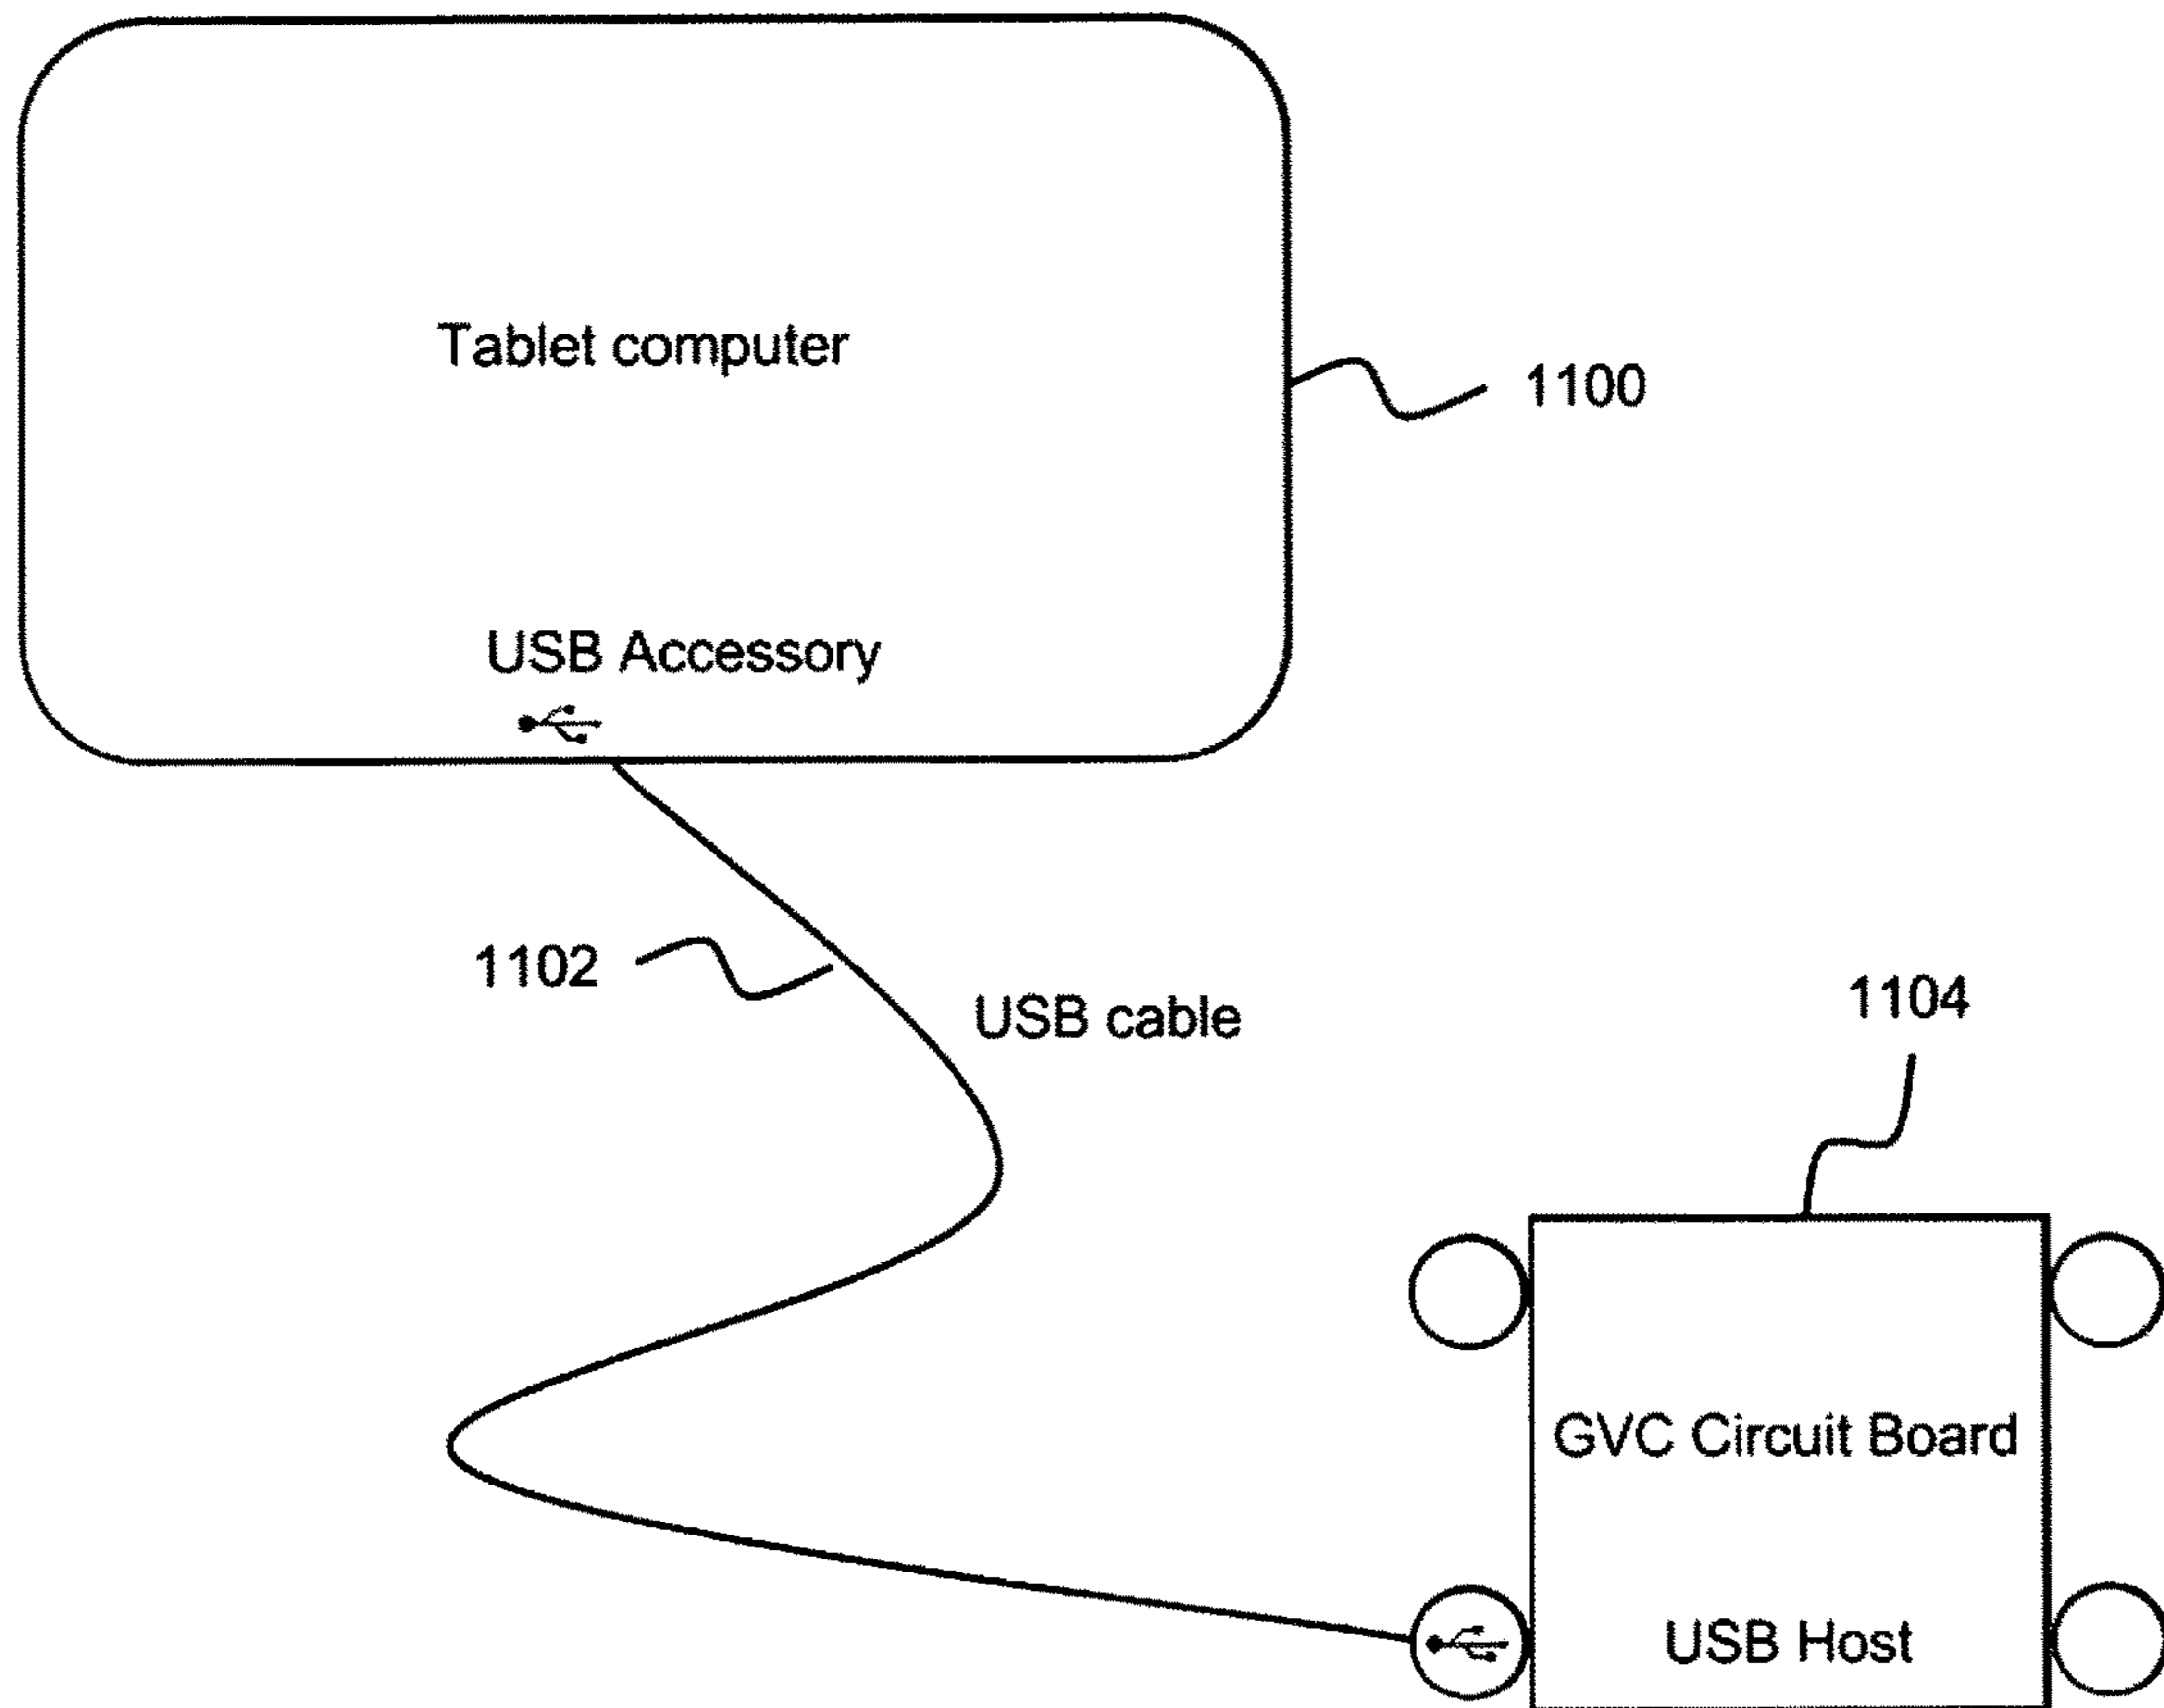 Tablet computer
1100
USB Accessory
1102
USB cable
1104
GVC Circuit Board
USB Host